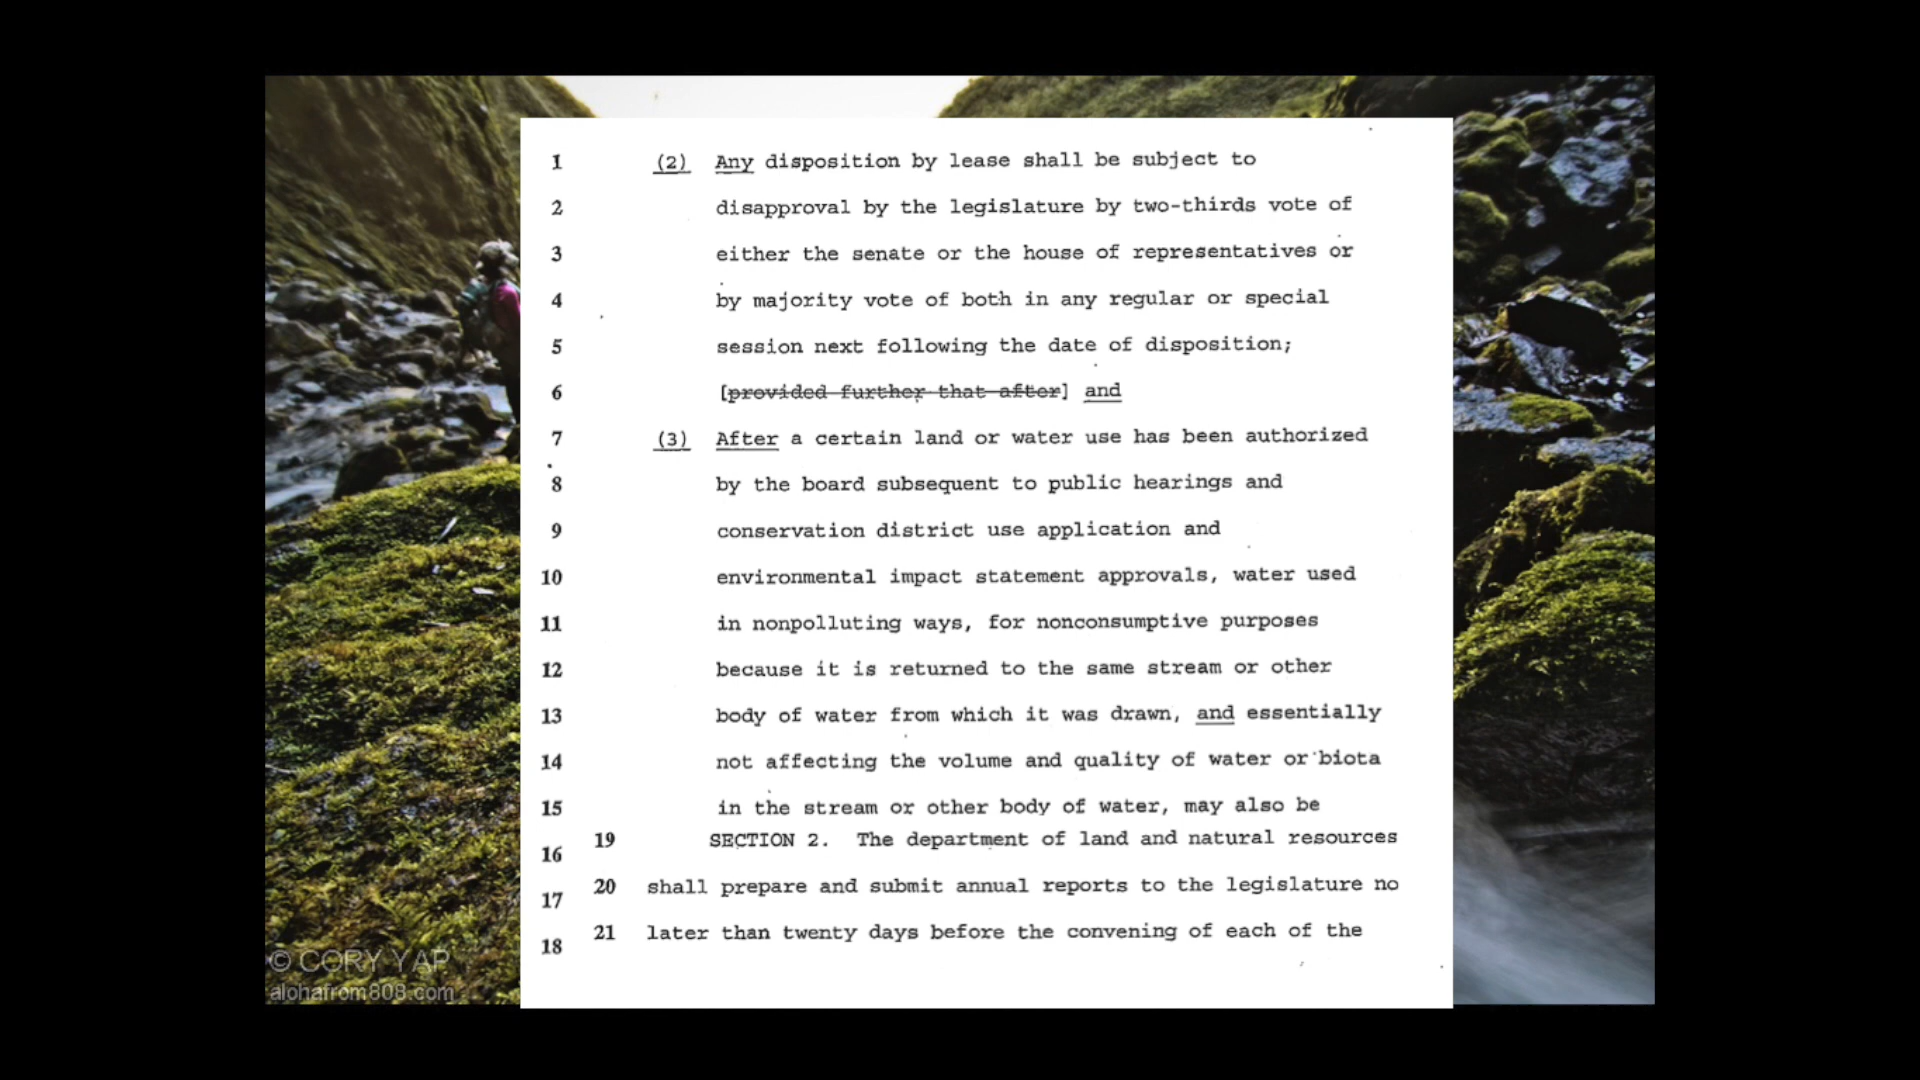 1 (2) Any disposition by lease shall be subject to
2 disapproval by the legislature by two-thirds vote of
3 either the senate or the house of representatives or
4 by majority vote of both in any regular or special
5 session next following the date of disposition;
6 [provided further that after] and
7 (3) After a certain land or water use has been authorized
8 by the board subsequent to public hearings and
9 conservation district use application and
10 environmental impact statement approvals, water used
11 in nonpolluting ways, for nonconsumptive purposes
12 because it is returned to the same stream or other
13 body of water from which it was drawn, and essentially
14 not affecting the volume and quality of water or biota
15 in the stream or other body of water, may also be
19 SECTION 2. The department of land and natural resources
16
20 shall prepare and submit annual reports to the legislature no
17
21 later than twenty days before the convening of each of the
18
© CORY YAP
alohafrom808.com